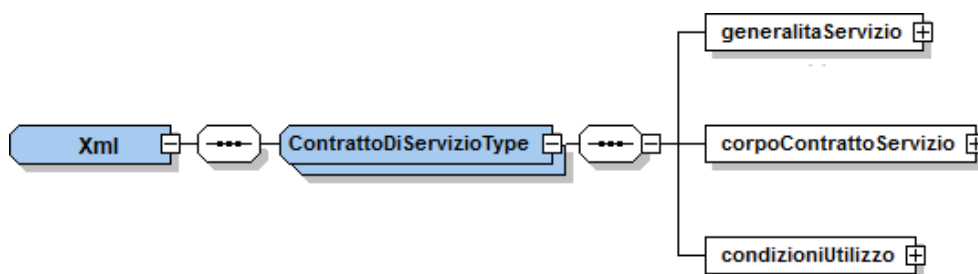 generalitaServizio
Xml
ContrattoDiServizioType
corpoContrattoServizio
condizioniUtilizzo